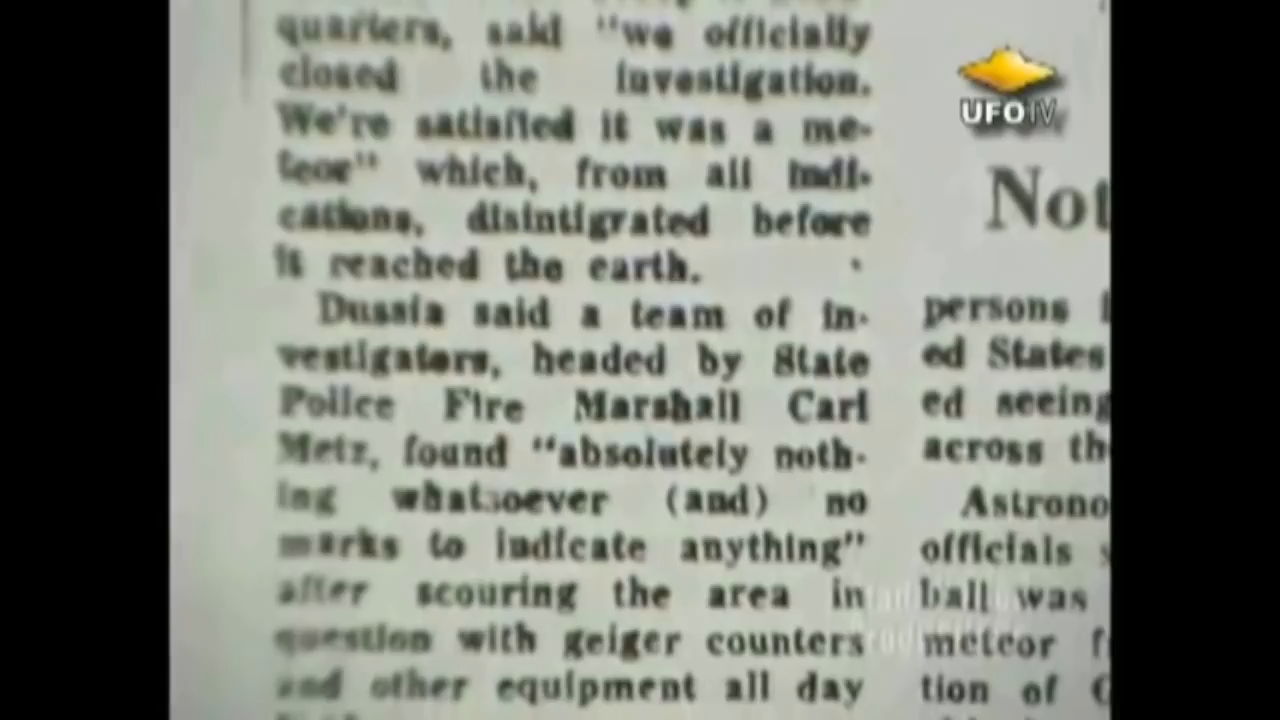 quarters, said "we officially
closed the investigation.
We're satisfied it was a me-
teor" which, from all indi-
cations, disintigrated before
it reached the earth.
Dussia said a team of in-
vestigators, headed by State
Police Fire Marshall Carl
Metz, found "absolutely noth-
ing whatsoever (and) no
marks to indicate anything"
after scouring the area in
question with geiger counters
and other equipment all day
UFOTV
Not
persons
ed States
ed seeing
across th
Astrono
officials
ball was
meteor f
tion of